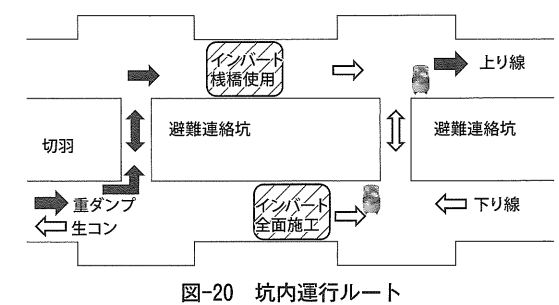 インバート
桟橋使用
上り線
切羽
避難連絡坑
避難連絡坑
重ダンプ
生コン
インバート
全面施工
下り線
図-20 坑内運行ルート